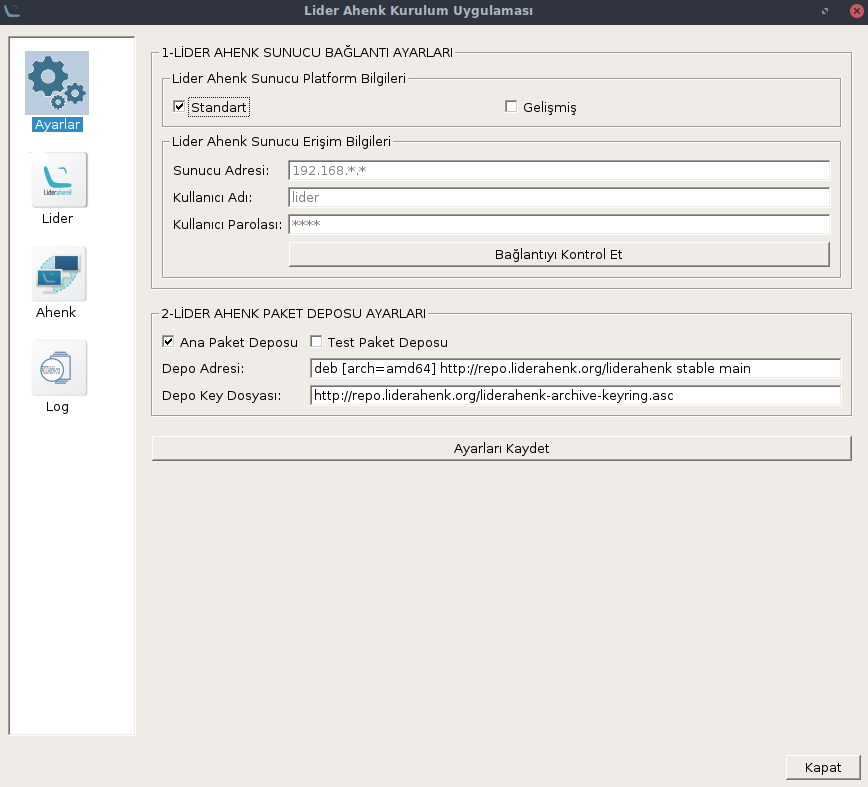 Lider Ahenk Kurulum Uygulaması
Ayarlar
Liderahenk
Lider
Ahenk
Log
1-LİDER AHENK SUNUCU BAĞLANTI AYARLARI
Lider Ahenk Sunucu Platform Bilgileri
Standart
Gelişmiş
Lider Ahenk Sunucu Erişim Bilgileri
Sunucu Adresi: 192.168.*.*
Kullanıcı Adı: lider
Kullanıcı Parolası: ****
Bağlantıyı Kontrol Et
2-LİDER AHENK PAKET DEPOSU AYARLARI
Ana Paket Deposu Test Paket Deposu
Depo Adresi: deb [arch=amd64] http://repo.liderahenk.org/liderahenk stable main
Depo Key Dosyası: http://repo.liderahenk.org/liderahenk-archive-keyring.asc
Ayarları Kaydet
Kapat